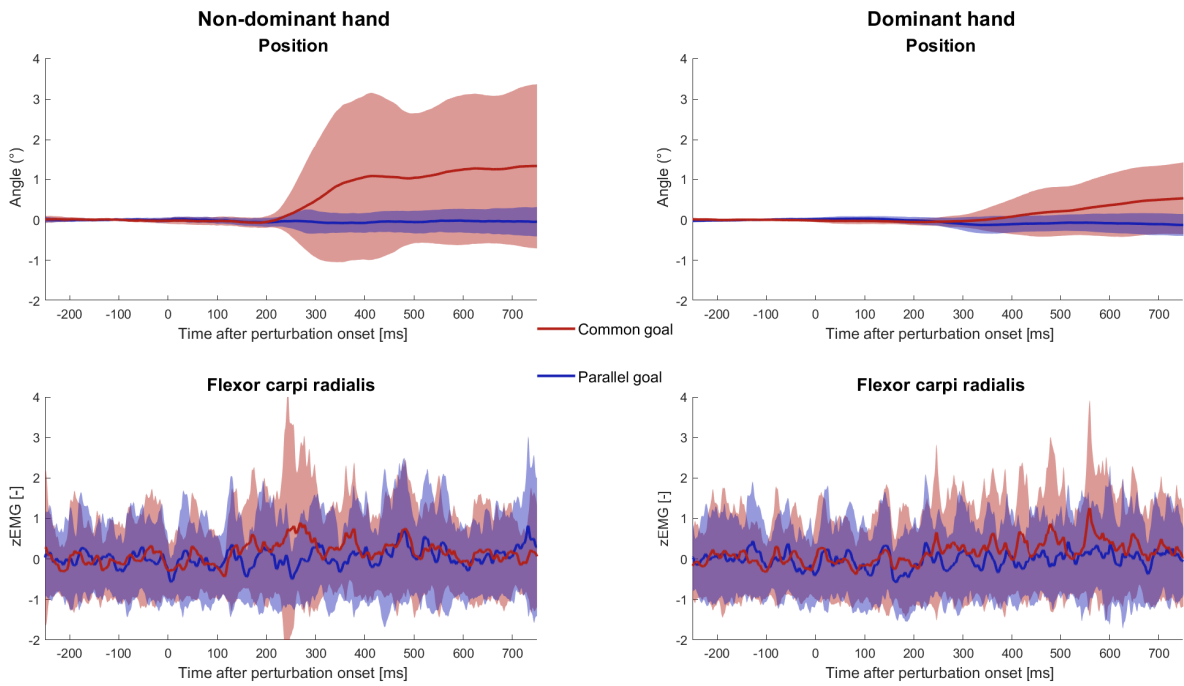 Non-dominant hand
Position
4
3
2
1
0
-1
-2
Angle (°)
-200 -100 0 100 200 300 400 500 600 700
Time after perturbation onset [ms]
Dominant hand
Position
4
3
2
1
0
-1
-2
Angle (°)
-200 -100 0 100 200 300 400 500 600 700
Time after perturbation onset [ms]
Common goal
Parallel goal
Flexor carpi radialis
4
3
2
1
0
-1
-2
zEMG [-]
-200 -100 0 100 200 300 400 500 600 700
Time after perturbation onset [ms]
Flexor carpi radialis
4
3
2
1
0
-1
-2
zEMG [-]
-200 -100 0 100 200 300 400 500 600 700
Time after perturbation onset [ms]